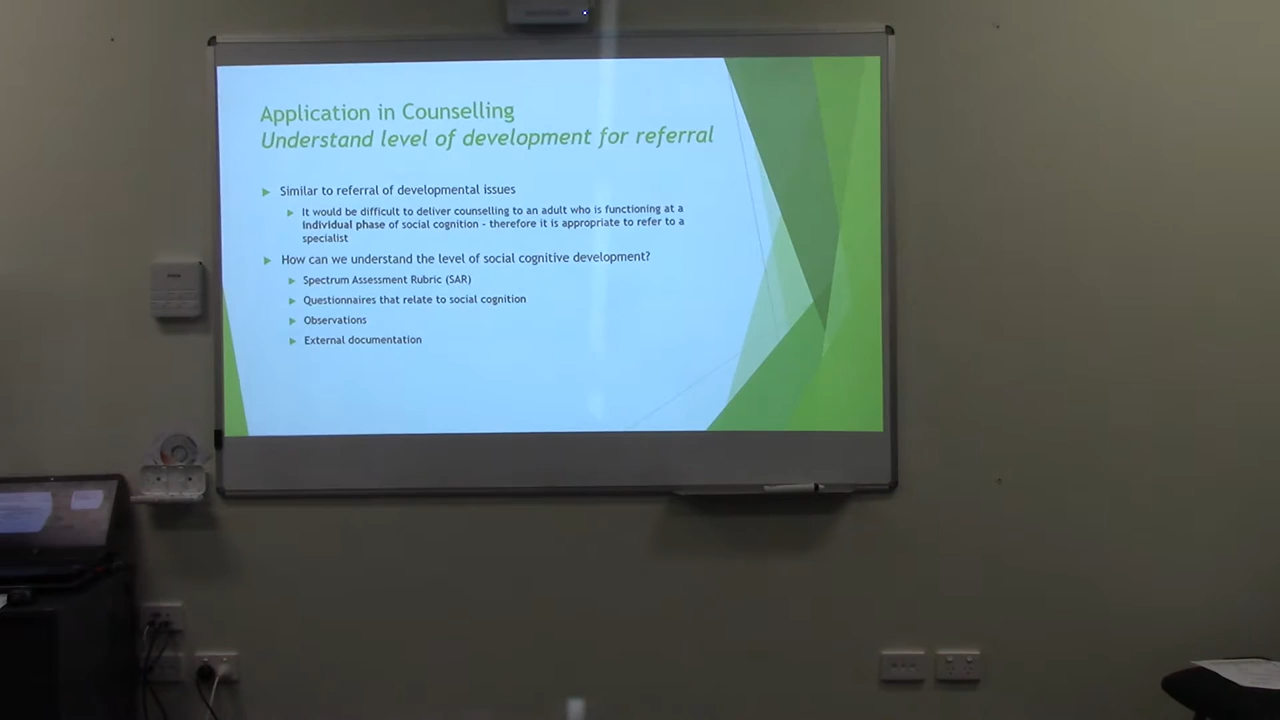 Application in Counselling
Understand level of development for referral
Similar to referral of developmental issues
It would be difficult to deliver counselling to an adult who is functioning at a
individual phase of social cognition - therefore it is appropriate to refer to a
specialist
How can we understand the level of social cognitive development?
Spectrum Assessment Rubric (SAR)
Questionnaires that relate to social cognition
Observations
External documentation